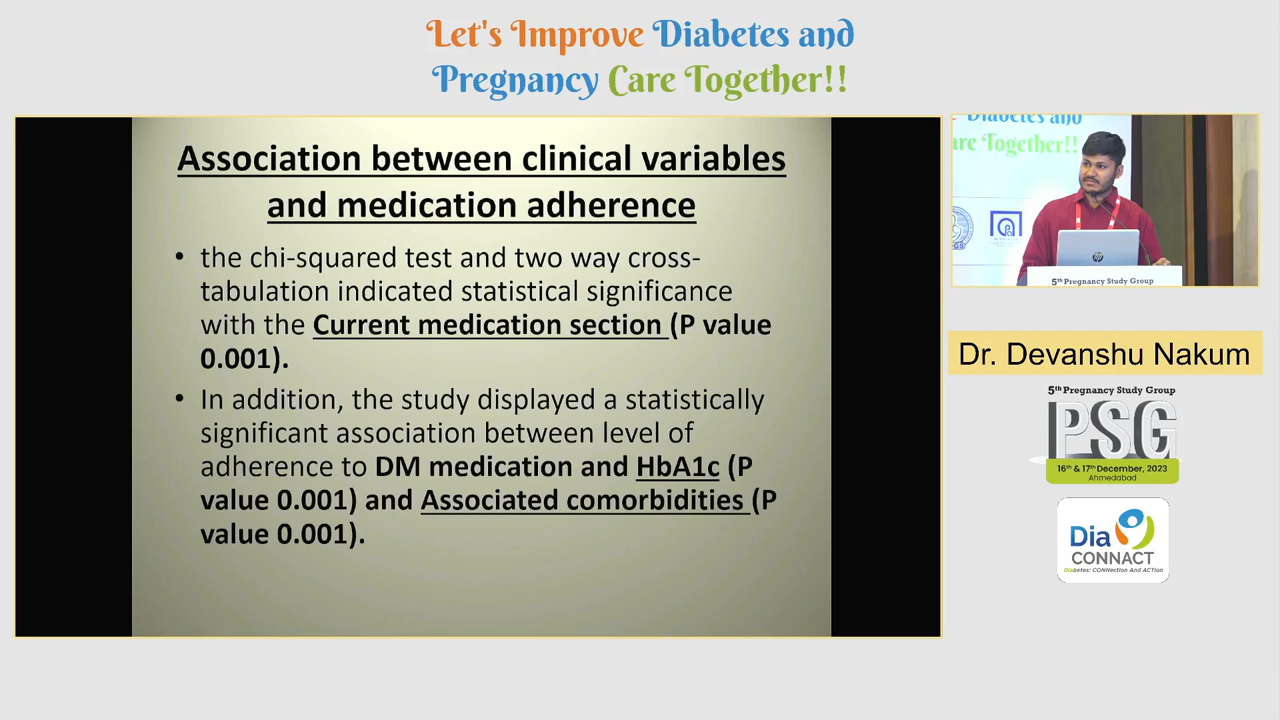 Let's Improve Diabetes and
Pregnancy Care Together!!
Association between clinical variables
and medication adherence
• the chi-squared test and two way cross-
tabulation indicated statistical significance
with the Current medication section (P value
0.001).
• In addition, the study displayed a statistically
significant association between level of
adherence to DM medication and HbA1c (P
value 0.001) and Associated comorbidities (P
value 0.001).
Diabetes and
are Together!!
hp
5th Pregnancy Study Group
Dr. Devanshu Nakum
5th Pregnancy Study Group
PSG
16th & 17th December, 2023
Ahmedabad
Dia
CONNACT
Diabetes: CONNection And ACTion